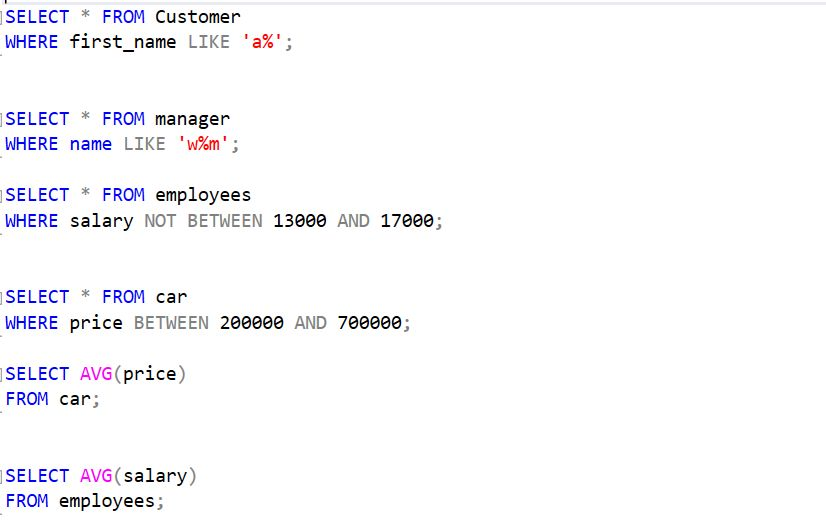 SELECT * FROM Customer
WHERE first_name LIKE 'a%';
SELECT * FROM manager
WHERE name LIKE 'w%m';
SELECT * FROM employees
WHERE salary NOT BETWEEN 13000 AND 17000;
SELECT * FROM car
WHERE price BETWEEN 200000 AND 700000;
SELECT AVG(price)
FROM car;
SELECT AVG(salary)
FROM employees;